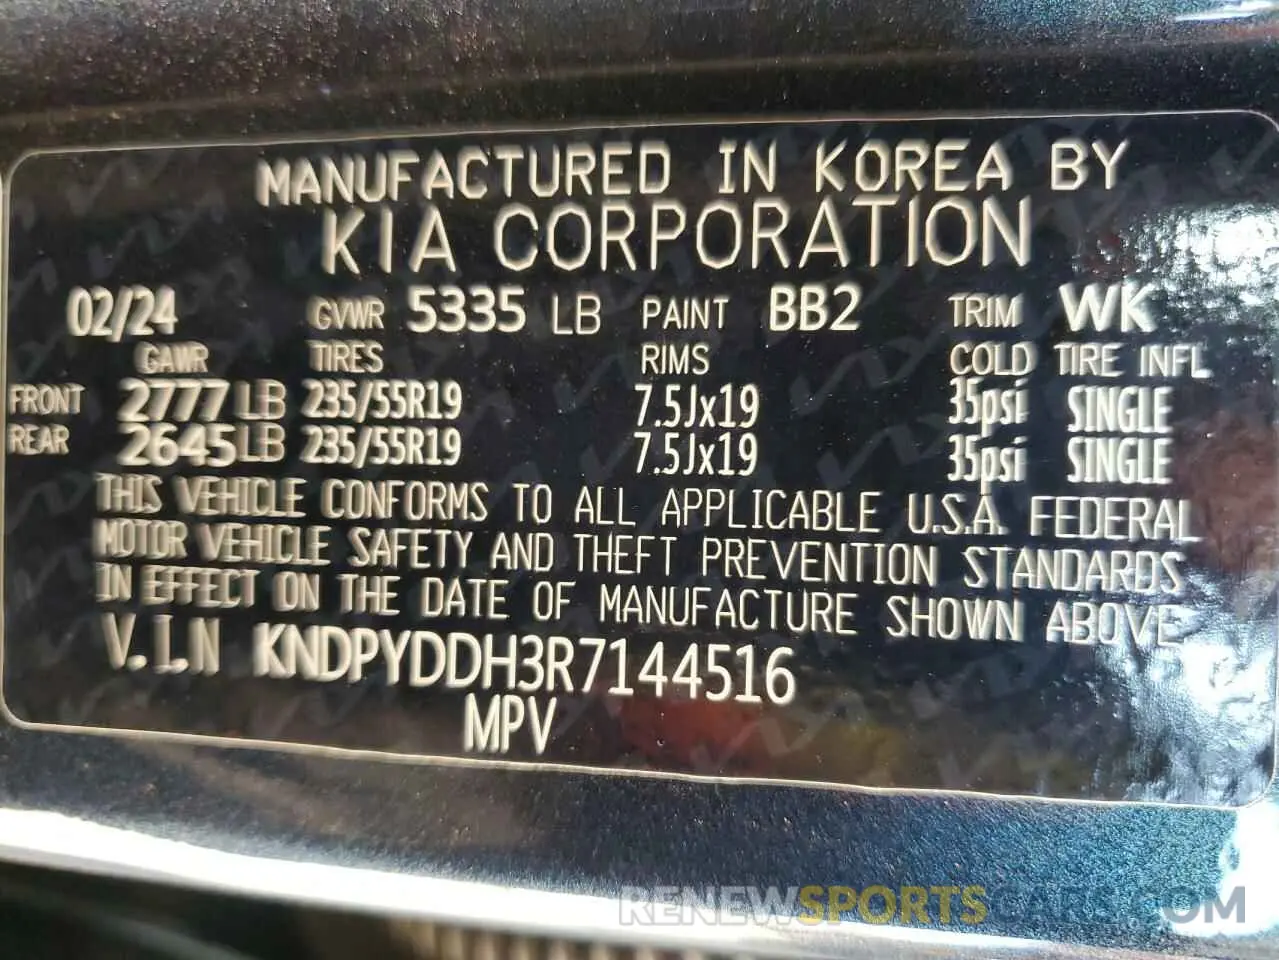 MANUFACTURED IN KOREA BY
KIA CORPORATION
02/24 GVWR 5335 LB PAINT BB2 TRIM WK
GAWR TIRES RIMS COLD TIRE INFL
FRONT 2777 LB 235/55R19 7.5Jx19 35psi SINGLE
REAR 2645 LB 235/55R19 7.5Jx19 35psi SINGLE
THIS VEHICLE CONFORMS TO ALL APPLICABLE U.S.A. FEDERAL
MOTOR VEHICLE SAFETY AND THEFT PREVENTION STANDARDS
IN EFFECT ON THE DATE OF MANUFACTURE SHOWN ABOVE
V.I.N KNDPYDDH3R7144516
MPV
RENEWSPORTSCARS.COM